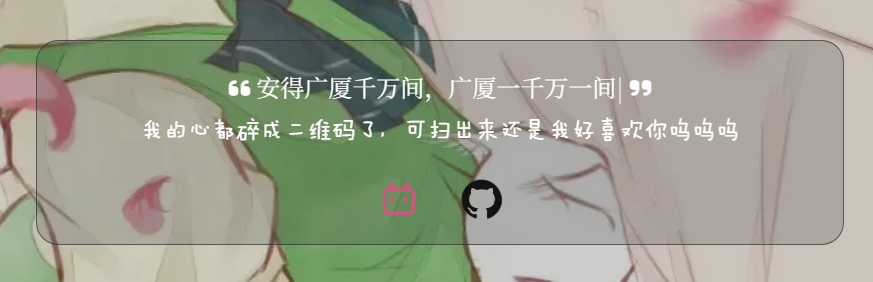 ❝ 安得广厦千万间，广厦一千万一间| ❞
我的心都碎成二维码了，可扫出来还是我好喜欢你呜呜呜